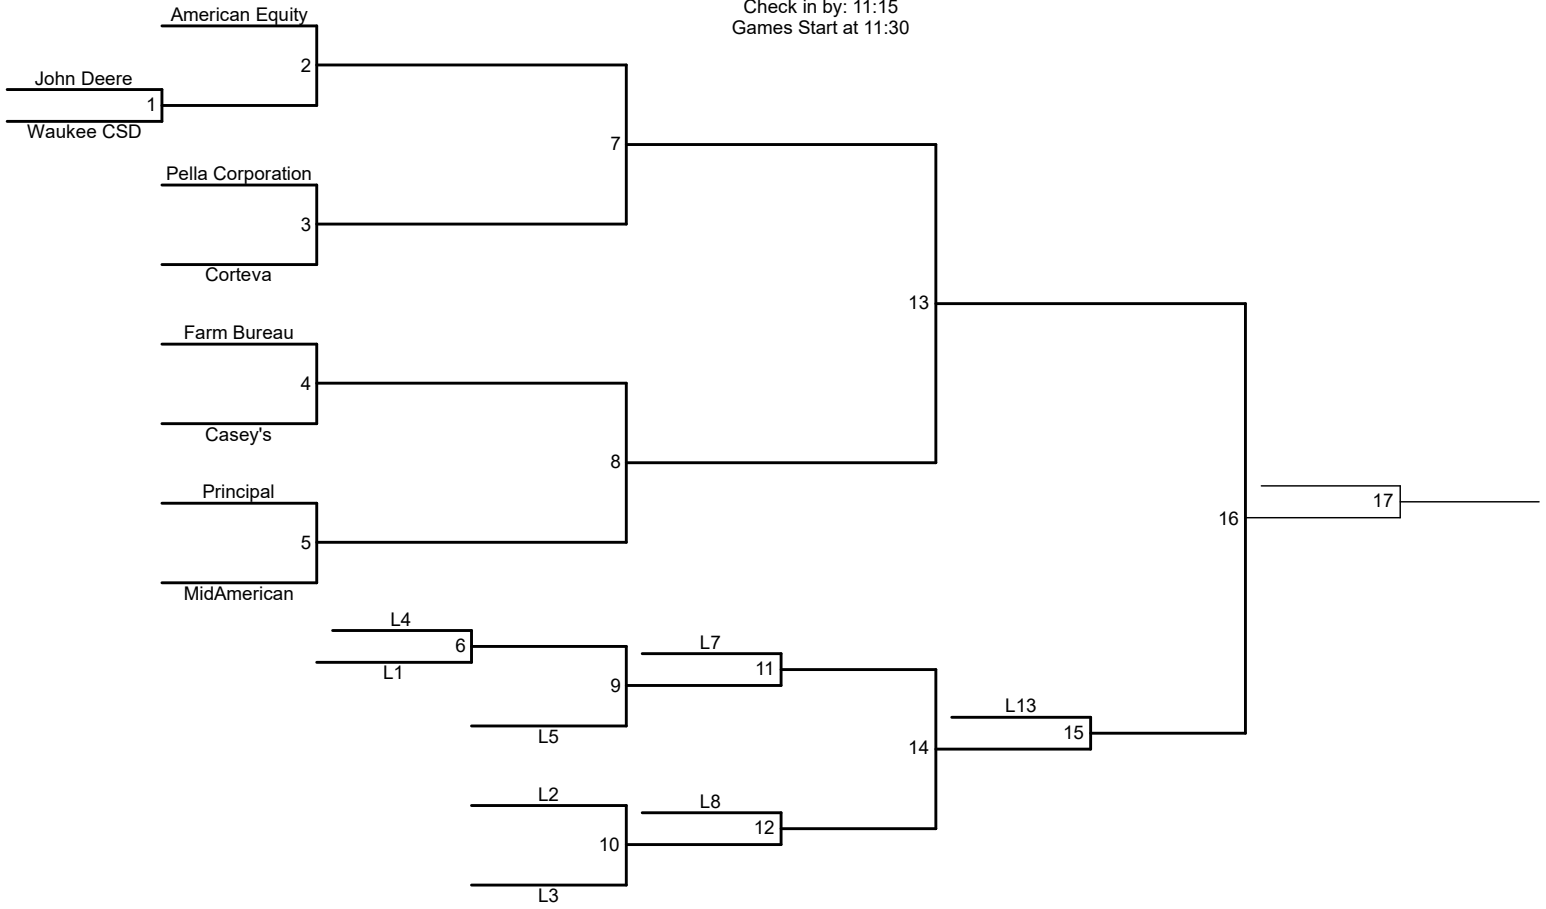 Check in by: 11:15
Games Start at 11:30
American Equity
2
John Deere
1
Waukee CSD
7
Pella Corporation
3
Corteva
13
Farm Bureau
4
Casey's
8
Principal
5
MidAmerican
17
16
L4
6
L1
L7
11
9
L5
L13
15
14
L2
L8
12
10
L3